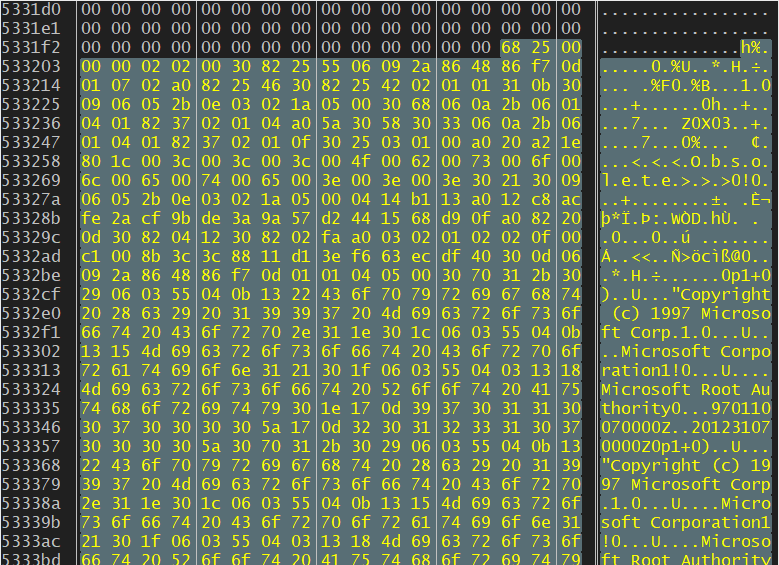 5331d0 00 00 00 00 00 00 00 00 00 00 00 00 00 00 00 00 00 .................
5331e1 00 00 00 00 00 00 00 00 00 00 00 00 00 00 00 00 00 .................
5331f2 00 00 00 00 00 00 00 00 00 00 00 00 00 00 68 25 00 ..............h%.
533203 00 00 02 02 00 30 82 25 55 06 09 2a 86 48 86 f7 0d .....0.%U..*.H.÷.
533214 01 07 02 a0 82 25 46 30 82 25 42 02 01 01 31 0b 30 ... .%F0.%B...1.0
533225 09 06 05 2b 0e 03 02 1a 05 00 30 68 06 0a 2b 06 01 ...+......0h..+..
533236 04 01 82 37 02 01 04 a0 5a 30 58 30 33 06 0a 2b 06 ...7... Z0X03..+.
533247 01 04 01 82 37 02 01 0f 30 25 03 01 00 a0 20 a2 1e ....7...0%...  ¢.
533258 80 1c 00 3c 00 3c 00 3c 00 4f 00 62 00 73 00 6f 00 ...<.<.<.O.b.s.o.
533269 6c 00 65 00 74 00 65 00 3e 00 3e 00 3e 30 21 30 09 l.e.t.e.>.>.>0!0.
53327a 06 05 2b 0e 03 02 1a 05 00 04 14 b1 13 a0 12 c8 ac ..+........±. .È¬
53328b fe 2a cf 9b de 3a 9a 57 d2 44 15 68 d9 0f a0 82 20 þ*Ï.Þ:.WÒD.hÙ. . 
53329c 0d 30 82 04 12 30 82 02 fa a0 03 02 01 02 02 0f 00 .0...0..ú .......
5332ad c1 00 8b 3c 3c 88 11 d1 3e f6 63 ec df 40 30 0d 06 Á..<<..Ñ>öcìß@0..
5332be 09 2a 86 48 86 f7 0d 01 01 04 05 00 30 70 31 2b 30 .*.H.÷......0p1+0
5332cf 29 06 03 55 04 0b 13 22 43 6f 70 79 72 69 67 68 74 )..U..."Copyright
5332e0 20 28 63 29 20 31 39 39 37 20 4d 69 63 72 6f 73 6f  (c) 1997 Microso
5332f1 66 74 20 43 6f 72 70 2e 31 1e 30 1c 06 03 55 04 0b ft Corp.1.0...U..
533302 13 15 4d 69 63 72 6f 73 6f 66 74 20 43 6f 72 70 6f ..Microsoft Corpo
533313 72 61 74 69 6f 6e 31 21 30 1f 06 03 55 04 03 13 18 ration1!0...U....
533324 4d 69 63 72 6f 73 6f 66 74 20 52 6f 6f 74 20 41 75 Microsoft Root Au
533335 74 68 6f 72 69 74 79 30 1e 17 0d 39 37 30 31 31 30 thority0...970110
533346 30 37 30 30 30 30 5a 17 0d 32 30 31 32 33 31 30 37 070000Z..20123107
533357 30 30 30 30 5a 30 70 31 2b 30 29 06 03 55 04 0b 13 0000Z0p1+0)..U...
533368 22 43 6f 70 79 72 69 67 68 74 20 28 63 29 20 31 39 "Copyright (c) 19
533379 39 37 20 4d 69 63 72 6f 73 6f 66 74 20 43 6f 72 70 97 Microsoft Corp
53338a 2e 31 1e 30 1c 06 03 55 04 0b 13 15 4d 69 63 72 6f .1.0...U....Micro
53339b 73 6f 66 74 20 43 6f 72 70 6f 72 61 74 69 6f 6e 31 soft Corporation1
5333ac 21 30 1f 06 03 55 04 03 13 18 4d 69 63 72 6f 73 6f !0...U....Microso
5333bd 66 74 20 52 6f 6f 74 20 41 75 74 68 6f 72 69 74 79 ft Root Authority